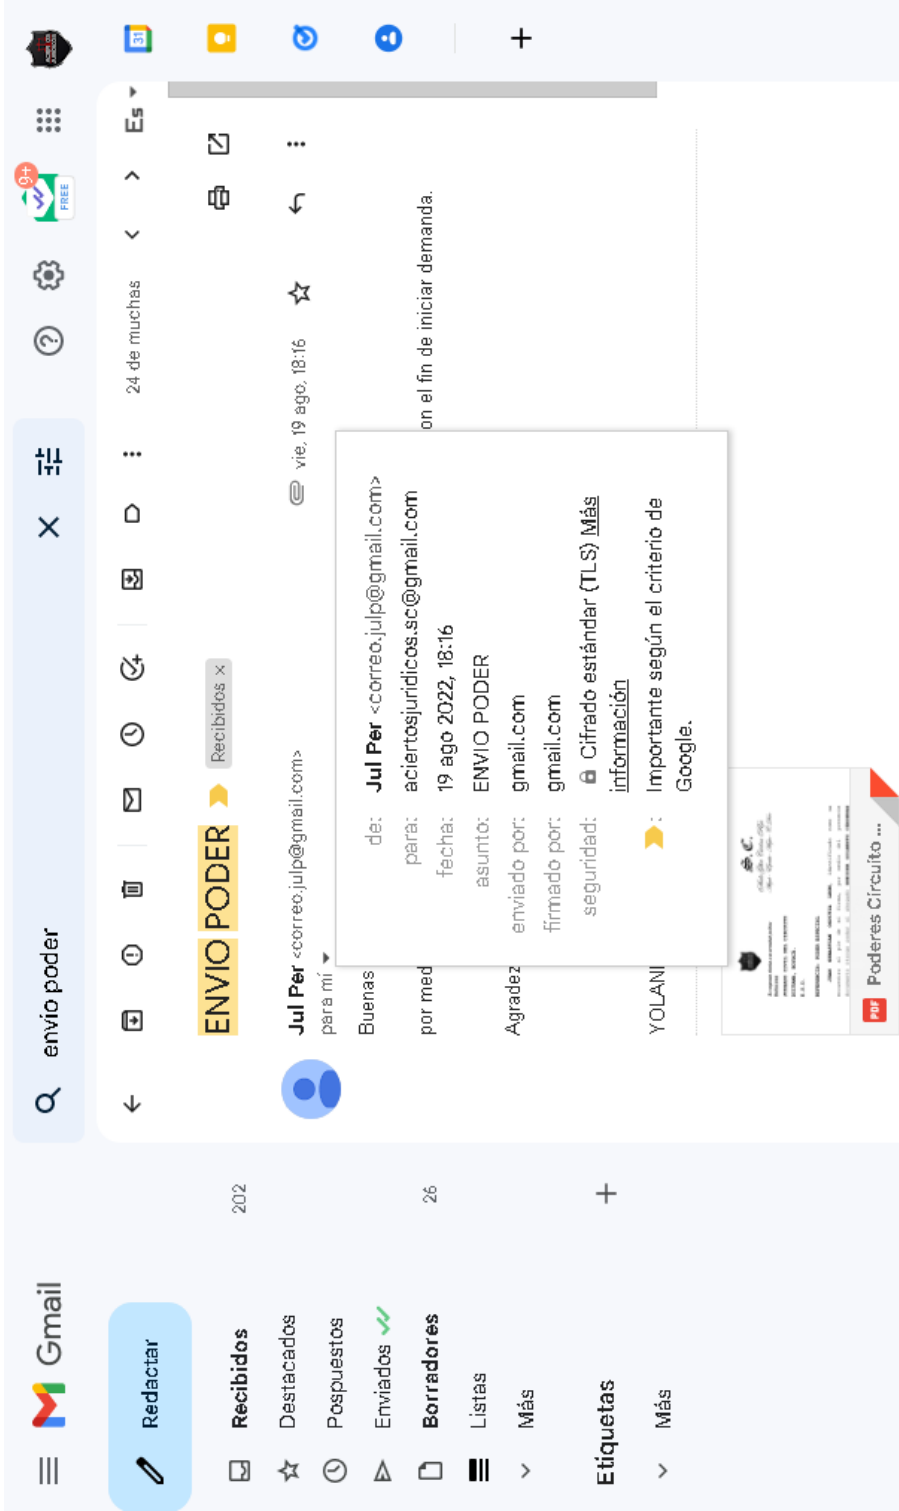 Gmail
envio poder
FREE
9+
31
Redactar
24 de muchas
Es
Recibidos
202
Destacados
Pospuestos
Enviados
Borradores
26
Listas
Más
Etiquetas
Más
ENVIO PODER
Recibidos ×
Jul Per <correo.julp@gmail.com>
vie, 19 ago, 18:16
para mí
Buenas
por med
on el fin de iniciar demanda.
Agradez
YOLANI
de: Jul Per <correo.julp@gmail.com>
para: aciertosjuridicos.sc@gmail.com
fecha: 19 ago 2022, 18:16
asunto: ENVIO PODER
enviado por: gmail.com
firmado por: gmail.com
seguridad: Cifrado estándar (TLS) Más
información
: Importante según el criterio de
Google.
S.C.
PDF Poderes Circuito ...